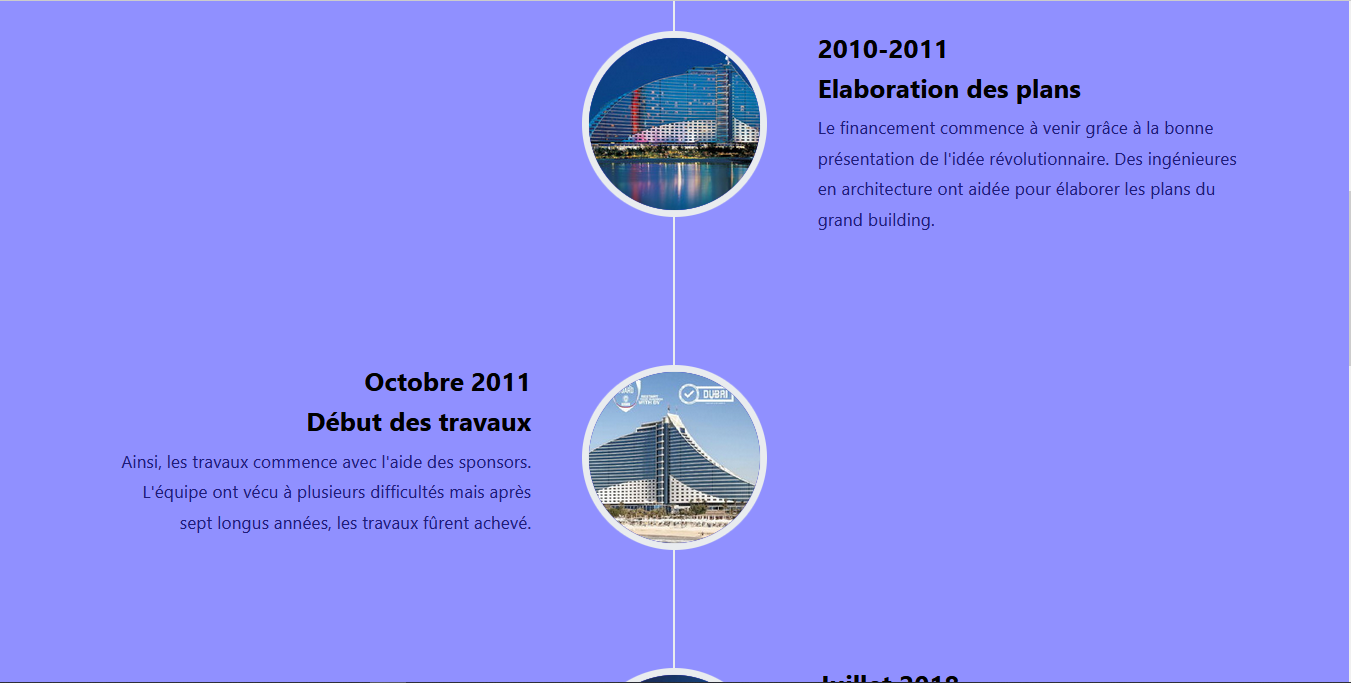 2010-2011
Elaboration des plans
Le financement commence à venir grâce à la bonne
présentation de l'idée révolutionnaire. Des ingénieures
en architecture ont aidée pour élaborer les plans du
grand building.
Octobre 2011
Début des travaux
Ainsi, les travaux commence avec l'aide des sponsors.
L'équipe ont vécu à plusieurs difficultés mais après
sept longus années, les travaux fûrent achevé.
DUBAI
Juillet 2018